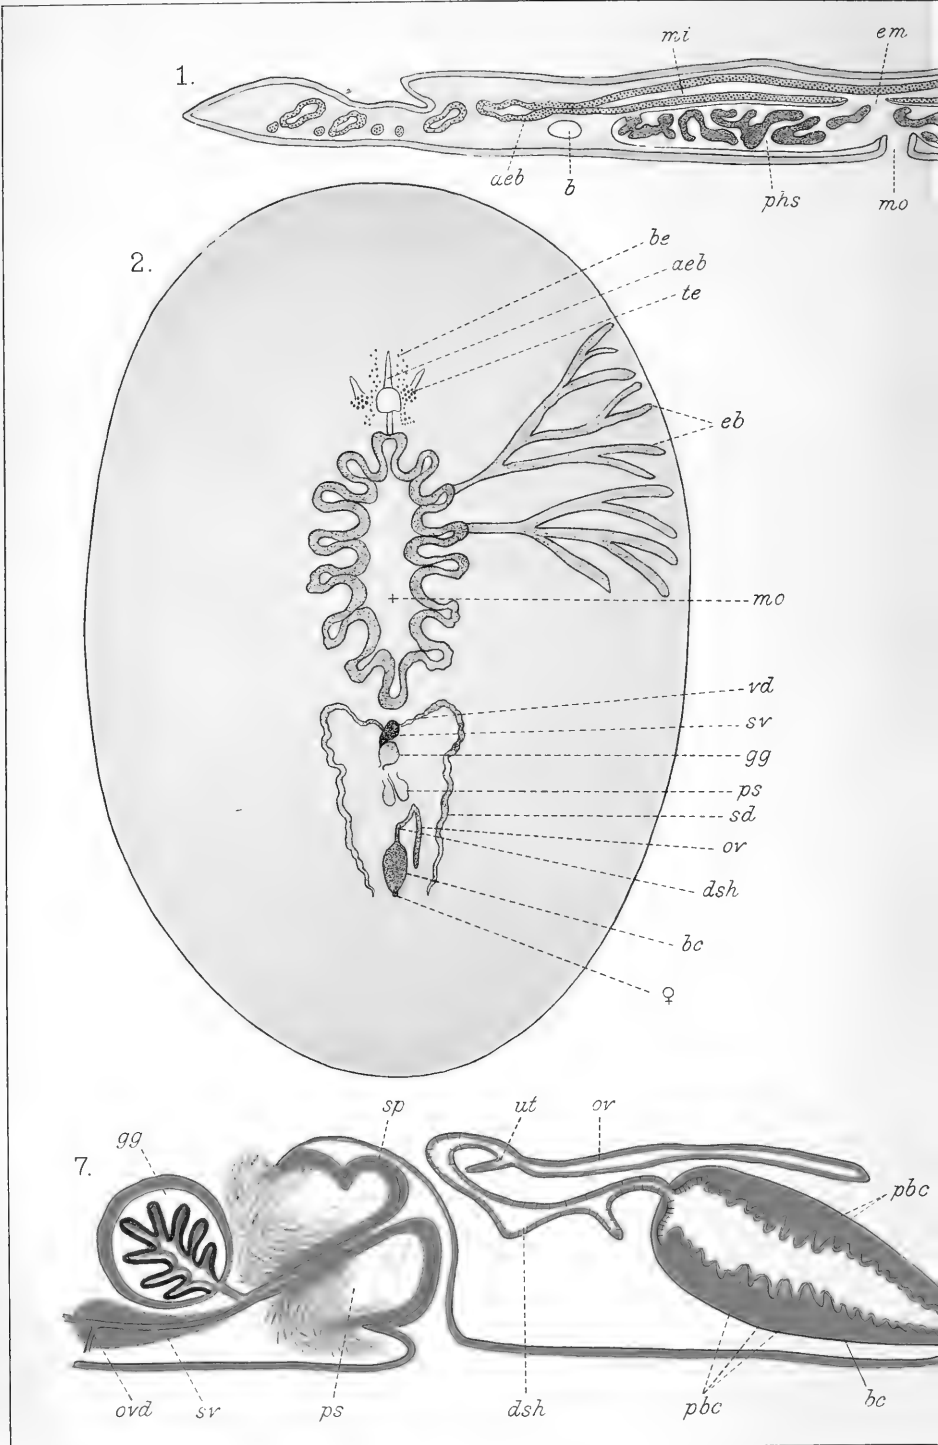 1.
mi
em
aeb
b
phs
mo
2.
be
aeb
te
eb
mo
vd
sv
gg
ps
sd
ov
dsh
bc
♀
7.
gg
sp
ut
ov
pbc
ovd
sv
ps
dsh
pbc
bc